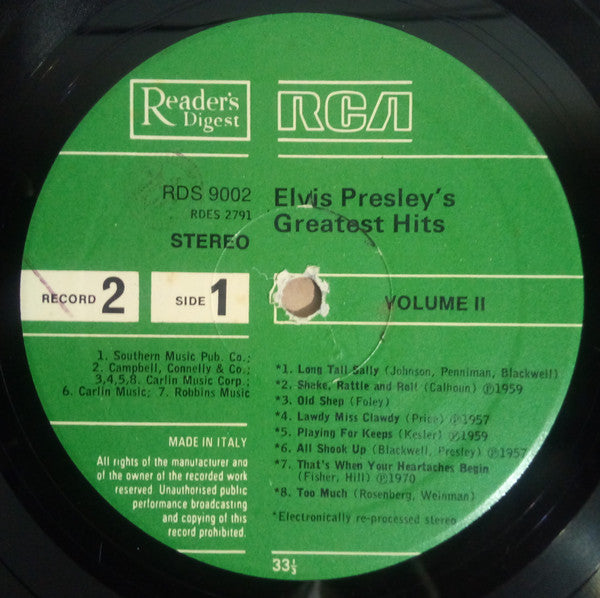 Reader's
Digest
RCA
RDS 9002
RDES 2791
STEREO
Elvis Presley's
Greatest Hits
RECORD 2
SIDE 1
VOLUME II
1. Southern Music Pub. Co.;
2. Campbell, Connelly & Co.;
3,4,5,8. Carlin Music Corp.;
6. Carlin Music; 7. Robbins Music
*1. Long Tall Sally (Johnson, Penniman, Blackwell)
*2. Shake, Rattle and Roll (Calhoun) Ⓟ1959
*3. Old Shep (Foley)
*4. Lawdy Miss Clawdy (Price) Ⓟ1957
*5. Playing For Keeps (Kesler) Ⓟ1959
*6. All Shook Up (Blackwell, Presley) Ⓟ1957
*7. That's When Your Heartaches Begin
(Fisher, Hill) Ⓟ1970
*8. Too Much (Rosenberg, Weinman)
*Electronically re-processed stereo
MADE IN ITALY
All rights of the manufacturer and
of the owner of the recorded work
reserved. Unauthorised public
performance broadcasting
and copying of this
record prohibited.
33⅓